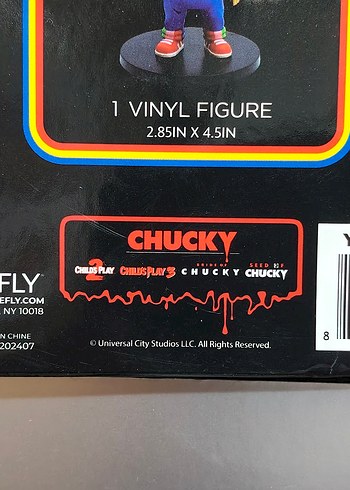 1 VINYL FIGURE
2.85IN X 4.5IN
CHUCKY
CHILD'S PLAY 2 CHILD'S PLAY 3 BRIDE OF CHUCKY SEED OF CHUCKY
FLY
EFLY.COM
NY 10018
N CHINE
202407
© Universal City Studios LLC. All Rights Reserved.
Y
8